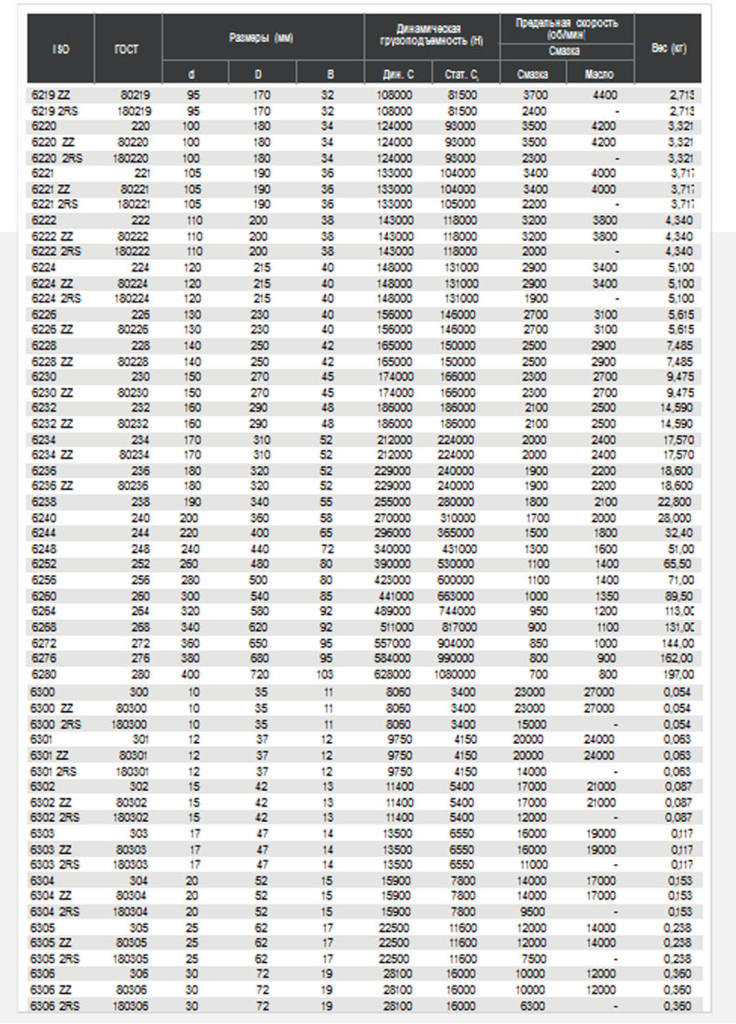 ISO ГОСТ Размеры (мм) Динамическая грузоподъемность (Н) Предельная скорость (об/мин) Вес (кг)
Смазка
d D B Дин. C Стат. C Смазка Масло
6219 ZZ 80219 95 170 32 108000 81500 3700 4400 2,713
6219 2RS 180219 95 170 32 108000 81500 2400 - 2,713
6220 220 100 180 34 124000 93000 3500 4200 3,321
6220 ZZ 80220 100 180 34 124000 93000 3500 4200 3,321
6220 2RS 180220 100 180 34 124000 93000 2300 - 3,321
6221 221 105 190 36 133000 104000 3400 4000 3,717
6221 ZZ 80221 105 190 36 133000 104000 3400 4000 3,717
6221 2RS 180221 105 190 36 133000 105000 2200 - 3,717
6222 222 110 200 38 143000 118000 3200 3800 4,340
6222 ZZ 80222 110 200 38 143000 118000 3200 3800 4,340
6222 2RS 180222 110 200 38 143000 118000 2000 - 4,340
6224 224 120 215 40 148000 131000 2900 3400 5,100
6224 ZZ 80224 120 215 40 148000 131000 2900 3400 5,100
6224 2RS 180224 120 215 40 148000 131000 1900 - 5,100
6226 226 130 230 40 156000 146000 2700 3100 5,615
6226 ZZ 80226 130 230 40 156000 146000 2700 3100 5,615
6228 228 140 250 42 165000 150000 2500 2900 7,485
6228 ZZ 80228 140 250 42 165000 150000 2500 2900 7,485
6230 230 150 270 45 174000 166000 2300 2700 9,475
6230 ZZ 80230 150 270 45 174000 166000 2300 2700 9,475
6232 232 160 290 48 186000 186000 2100 2500 14,590
6232 ZZ 80232 160 290 48 186000 186000 2100 2500 14,590
6234 234 170 310 52 212000 224000 2000 2400 17,570
6234 ZZ 80234 170 310 52 212000 224000 2000 2400 17,570
6236 236 180 320 52 229000 240000 1900 2200 18,600
6236 ZZ 80236 180 320 52 229000 240000 1900 2200 18,600
6238 238 190 340 55 255000 280000 1800 2100 22,800
6240 240 200 360 58 270000 310000 1700 2000 28,000
6244 244 220 400 65 296000 365000 1500 1800 32,40
6248 248 240 440 72 340000 431000 1300 1600 51,00
6252 252 260 480 80 390000 530000 1100 1400 65,50
6256 256 280 500 80 423000 600000 1100 1400 71,00
6260 260 300 540 85 441000 663000 1000 1350 89,50
6264 264 320 580 92 489000 744000 950 1200 113,00
6268 268 340 620 92 511000 817000 900 1100 131,00
6272 272 360 650 95 557000 904000 850 1000 144,00
6276 276 380 680 95 584000 990000 800 900 162,00
6280 280 400 720 103 628000 1080000 700 800 197,00
6300 300 10 35 11 8060 3400 23000 27000 0,054
6300 ZZ 80300 10 35 11 8060 3400 23000 27000 0,054
6300 2RS 180300 10 35 11 8060 3400 15000 - 0,054
6301 301 12 37 12 9750 4150 20000 24000 0,063
6301 ZZ 80301 12 37 12 9750 4150 20000 24000 0,063
6301 2RS 180301 12 37 12 9750 4150 14000 - 0,063
6302 302 15 42 13 11400 5400 17000 21000 0,087
6302 ZZ 80302 15 42 13 11400 5400 17000 21000 0,087
6302 2RS 180302 15 42 13 11400 5400 12000 - 0,087
6303 303 17 47 14 13500 6550 16000 19000 0,117
6303 ZZ 80303 17 47 14 13500 6550 16000 19000 0,117
6303 2RS 180303 17 47 14 13500 6550 11000 - 0,117
6304 304 20 52 15 15900 7800 14000 17000 0,153
6304 ZZ 80304 20 52 15 15900 7800 14000 17000 0,153
6304 2RS 180304 20 52 15 15900 7800 9500 - 0,153
6305 305 25 62 17 22500 11600 12000 14000 0,238
6305 ZZ 80305 25 62 17 22500 11600 12000 14000 0,238
6305 2RS 180305 25 62 17 22500 11600 7500 - 0,238
6306 306 30 72 19 28100 16000 10000 12000 0,360
6306 ZZ 80306 30 72 19 28100 16000 10000 12000 0,360
6306 2RS 180306 30 72 19 28100 16000 6300 - 0,360